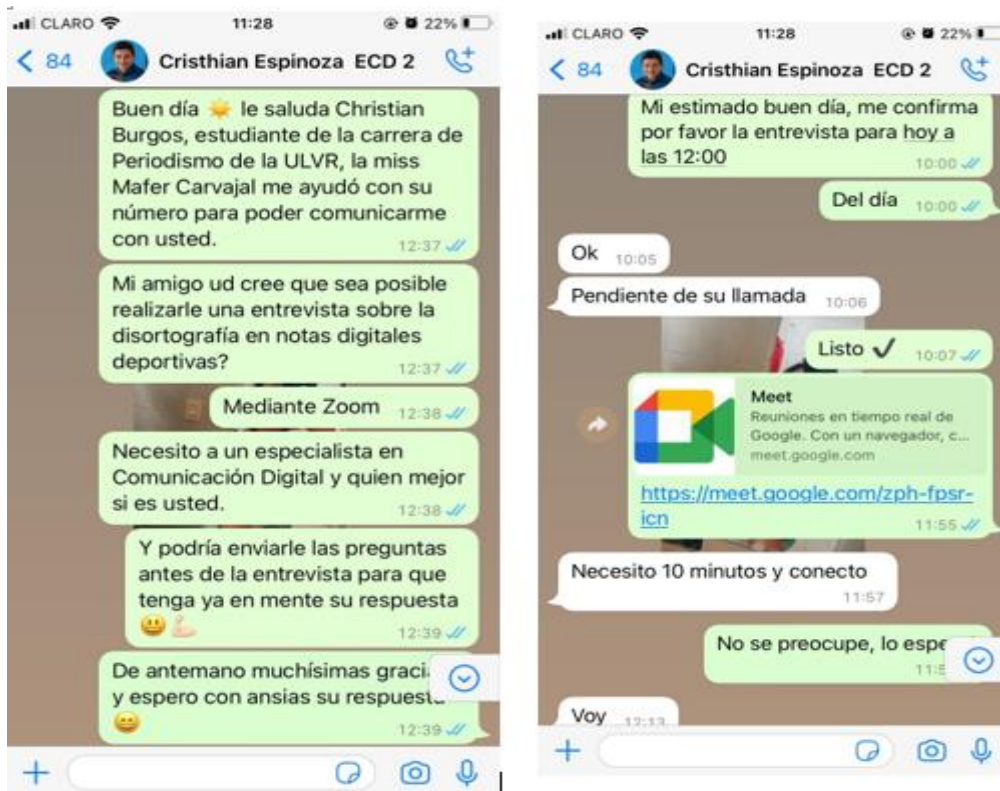 CLARO 11:28 22%
84 Cristhian Espinoza ECD 2
Buen día ☀️ le saluda Christian
Burgos, estudiante de la carrera de
Periodismo de la ULVR, la miss
Mafer Carvajal me ayudó con su
número para poder comunicarme
con usted.
12:37
Mi amigo ud cree que sea posible
realizarle una entrevista sobre la
disortografía en notas digitales
deportivas?
12:37
Mediante Zoom 12:38
Necesito a un especialista en
Comunicación Digital y quien mejor
si es usted.
12:38
Y podría enviarle las preguntas
antes de la entrevista para que
tenga ya en mente su respuesta
😃💪🏻
12:39
De antemano muchísimas graci
y espero con ansias su respuesta
😀
12:39
CLARO 11:28 22%
84 Cristhian Espinoza ECD 2
Mi estimado buen día, me confirma
por favor la entrevista para hoy a
las 12:00
10:00
Del día 10:00
Ok 10:05
Pendiente de su llamada 10:06
Listo ✔️ 10:07
Meet
Reuniones en tiempo real de
Google. Con un navegador, c...
meet.google.com
https://meet.google.com/zph-fpsr-
icn
11:55
Necesito 10 minutos y conecto
11:57
No se preocupe, lo espe
Voy 12:13